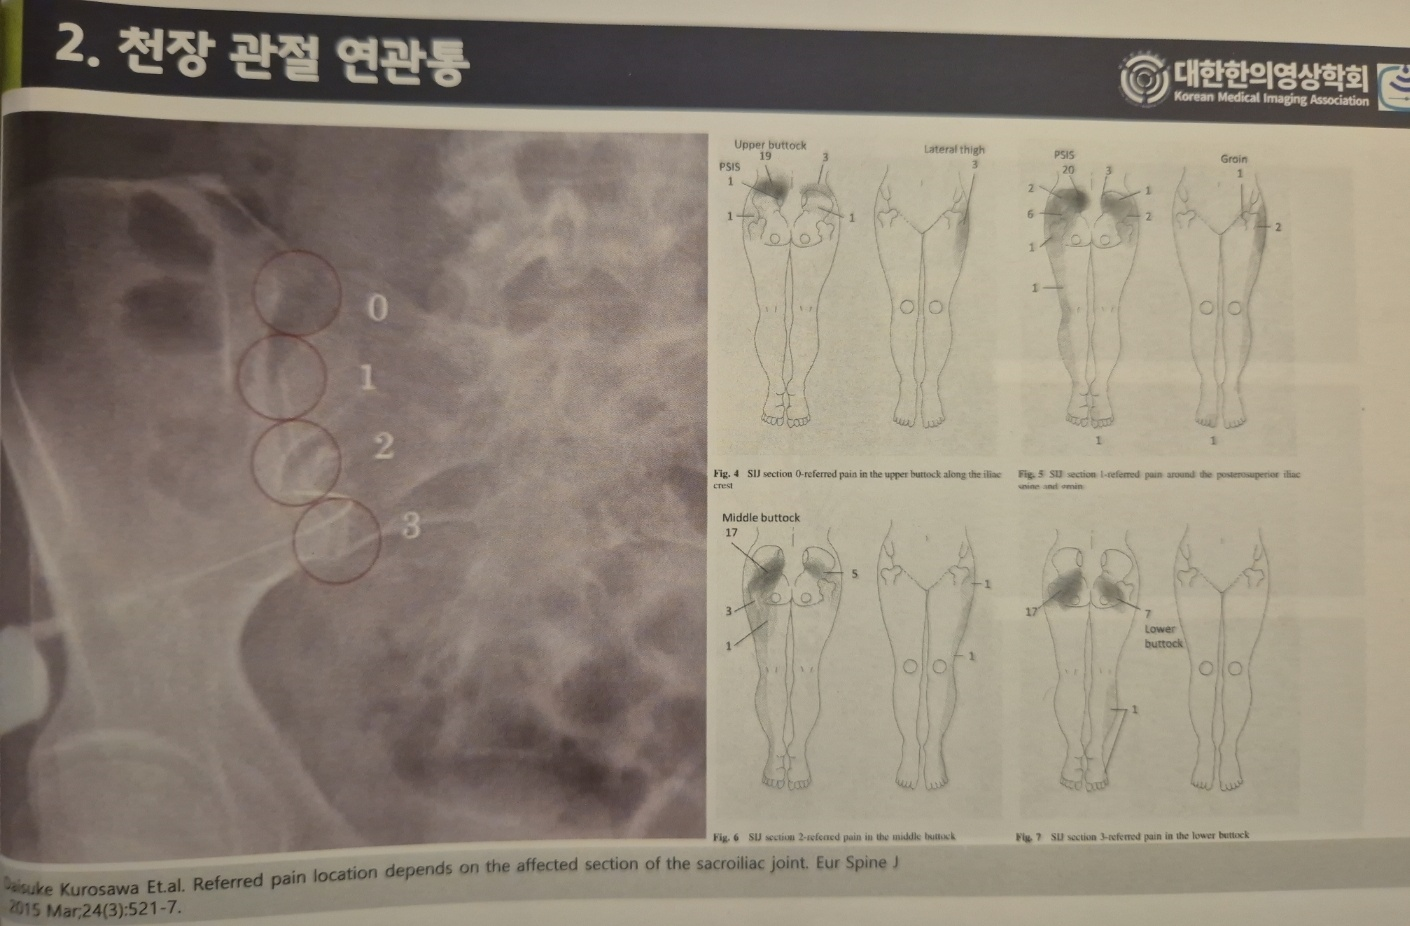 2. 천장 관절 연관통
대한한의영상학회
Korean Medical Imaging Association
0
1
2
3
Upper buttock
19
3
PSIS
1
1
1
Lateral thigh
3
Fig. 4 SIJ section 0-referred pain in the upper buttock along the iliac
crest
PSIS
20
3
2
1
6
2
1
1
1
Groin
1
2
1
Fig. 5 SIJ section 1-referred pain around the posterosuperior iliac
spine and
Middle buttock
17
5
3
1
1
1
Fig. 6 SIJ section 2-referred pain in the middle buttock
17
7
Lower
buttock
1
Fig. 7 SIJ section 3-referred pain in the lower buttock
Daisuke Kurosawa Et.al. Referred pain location depends on the affected section of the sacroiliac joint. Eur Spine J
2015 Mar;24(3):521-7.